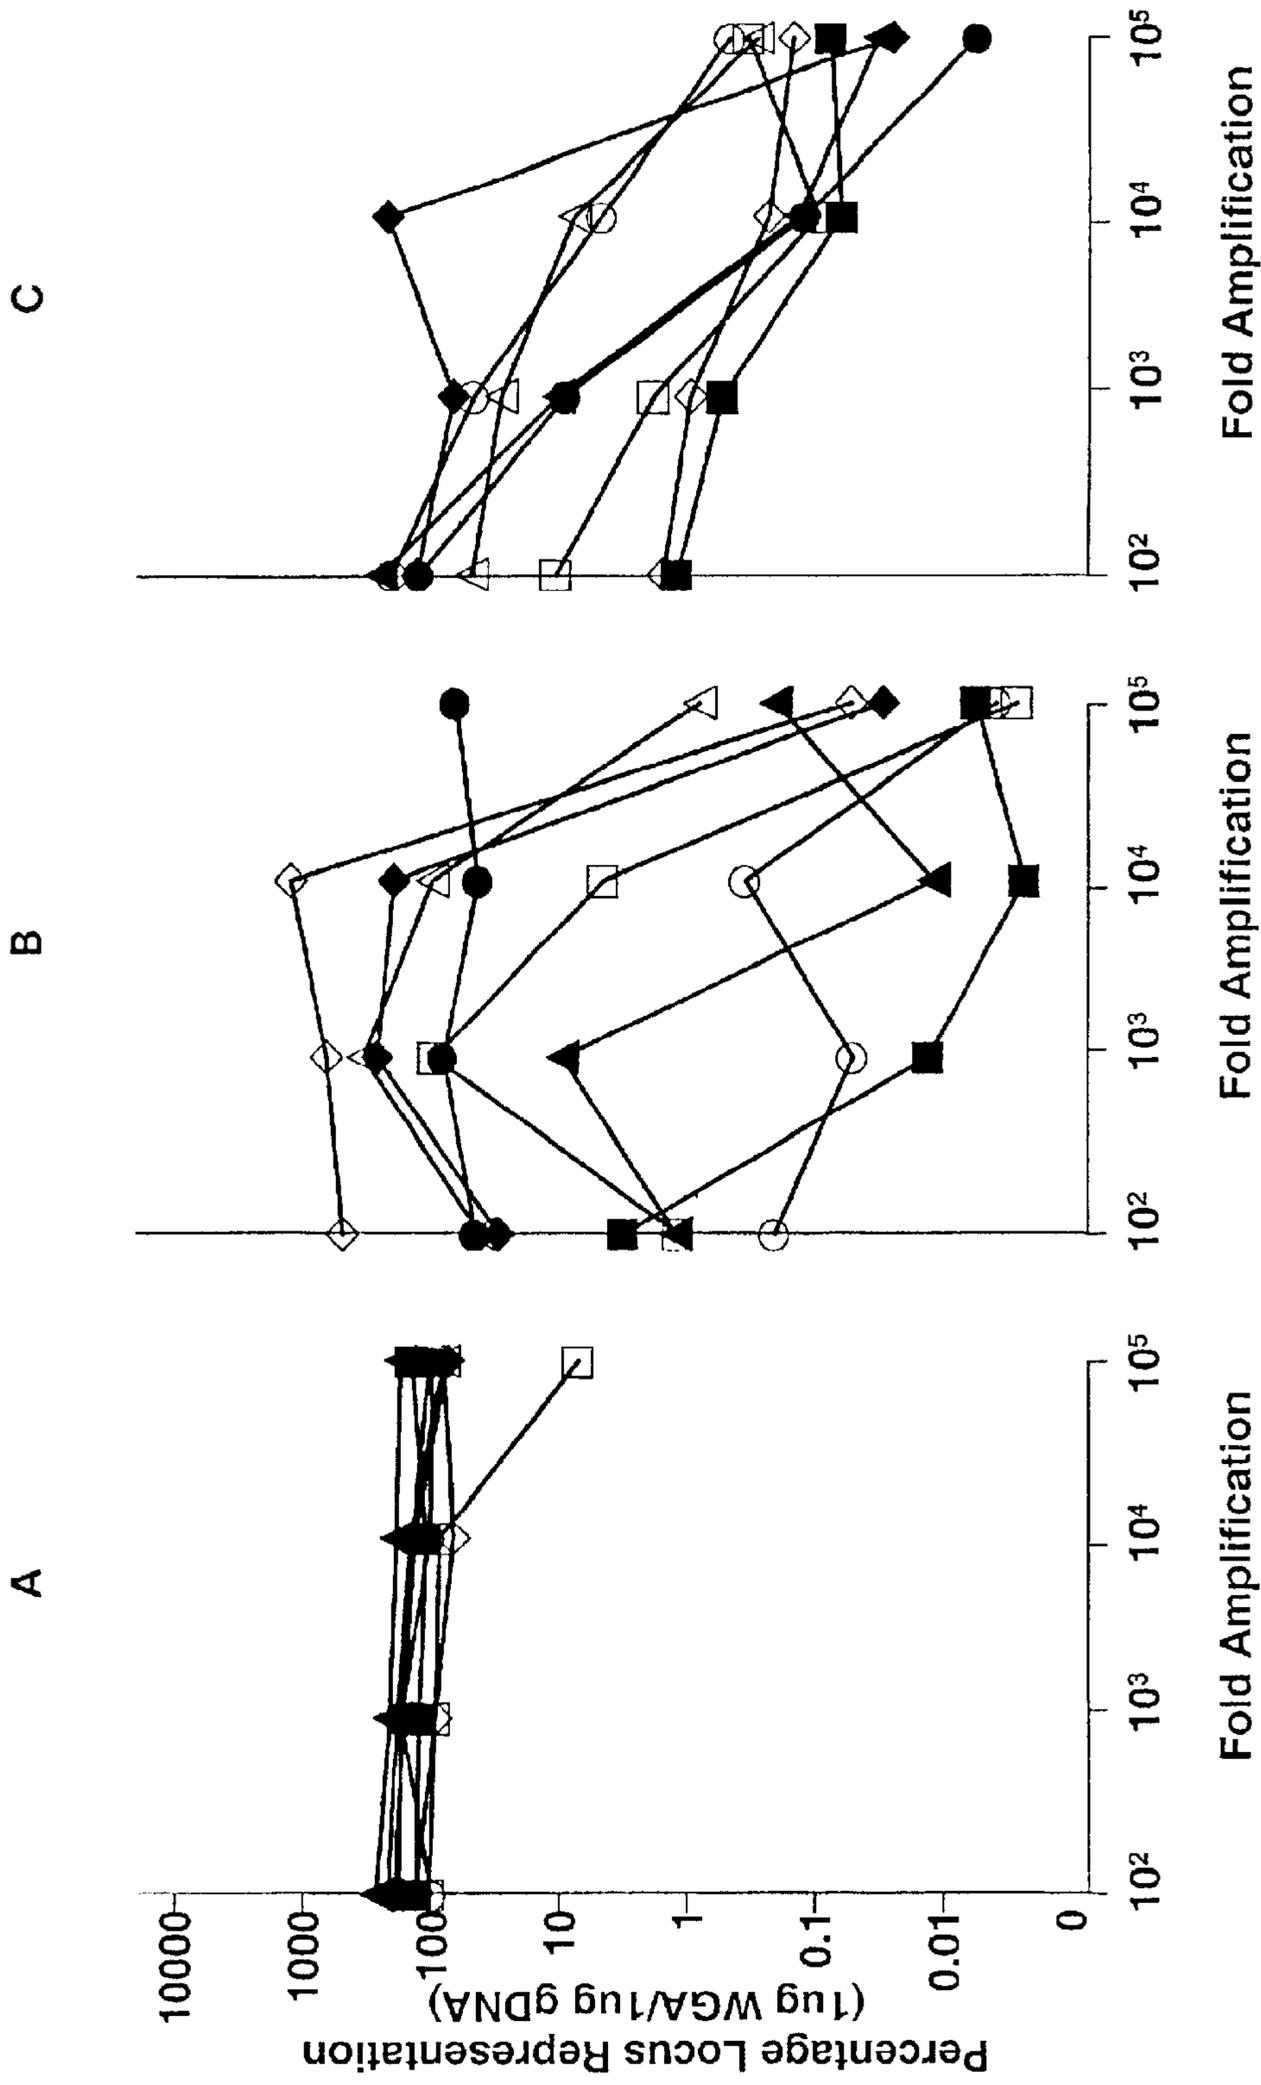 A
B
C
Percentage Locus Representation
(1ug WGA/1ug gDNA)
10000
1000
100
10
1
0.1
0.01
0
10² 10³ 10⁴ 10⁵
10² 10³ 10⁴ 10⁵
10² 10³ 10⁴ 10⁵
Fold Amplification
Fold Amplification
Fold Amplification